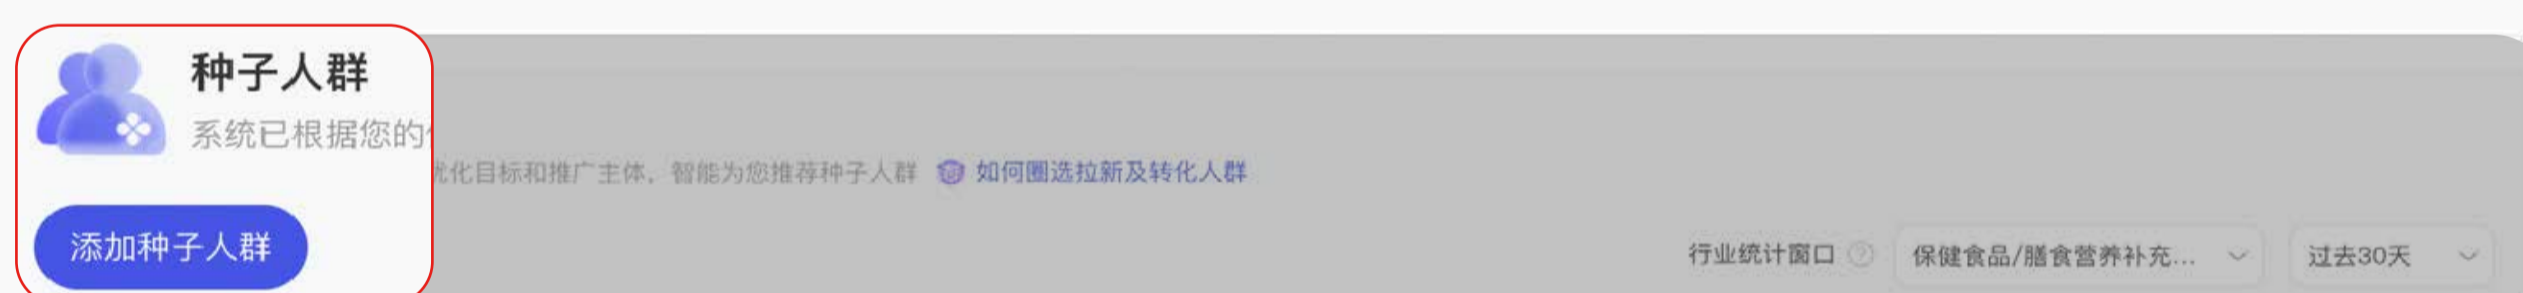 种子人群
系统已根据您的
优化目标和推广主体，智能为您推荐种子人群 如何圈选拉新及转化人群
添加种子人群
行业统计窗口 保健食品/膳食营养补充... 过去30天